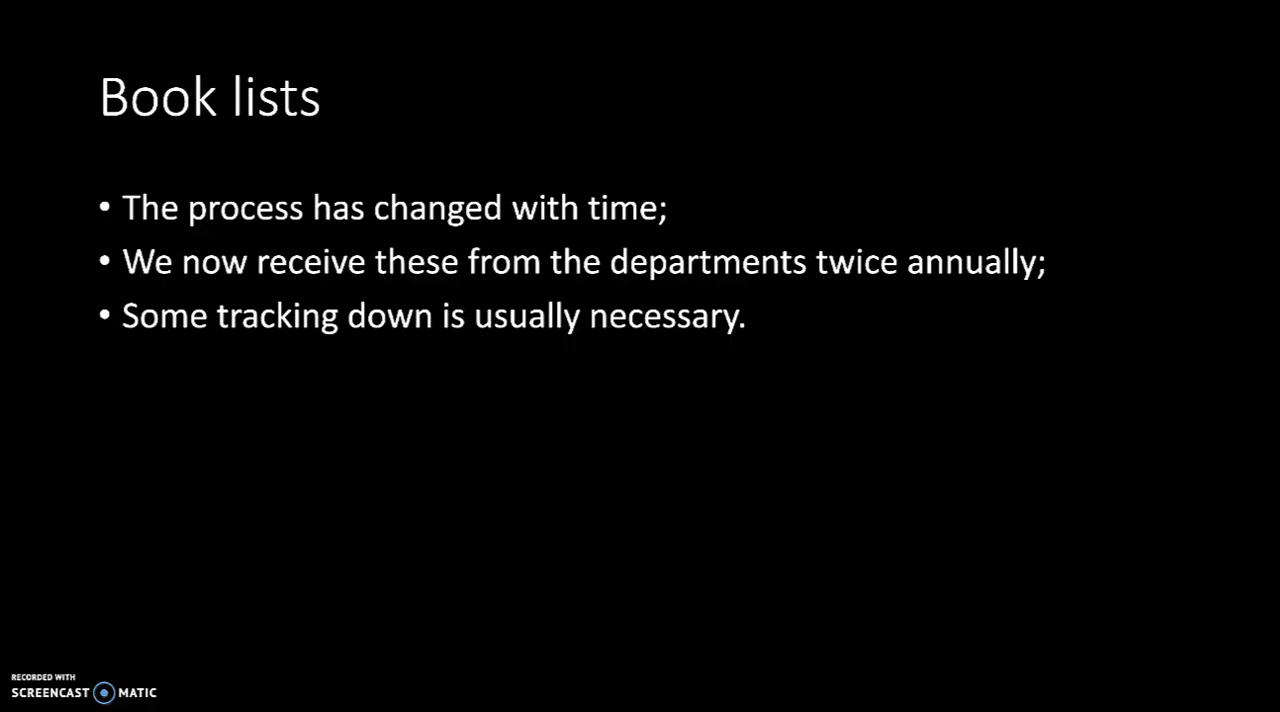 Book lists
• The process has changed with time;
• We now receive these from the departments twice annually;
• Some tracking down is usually necessary.
RECORDED WITH
SCREENCAST MATIC